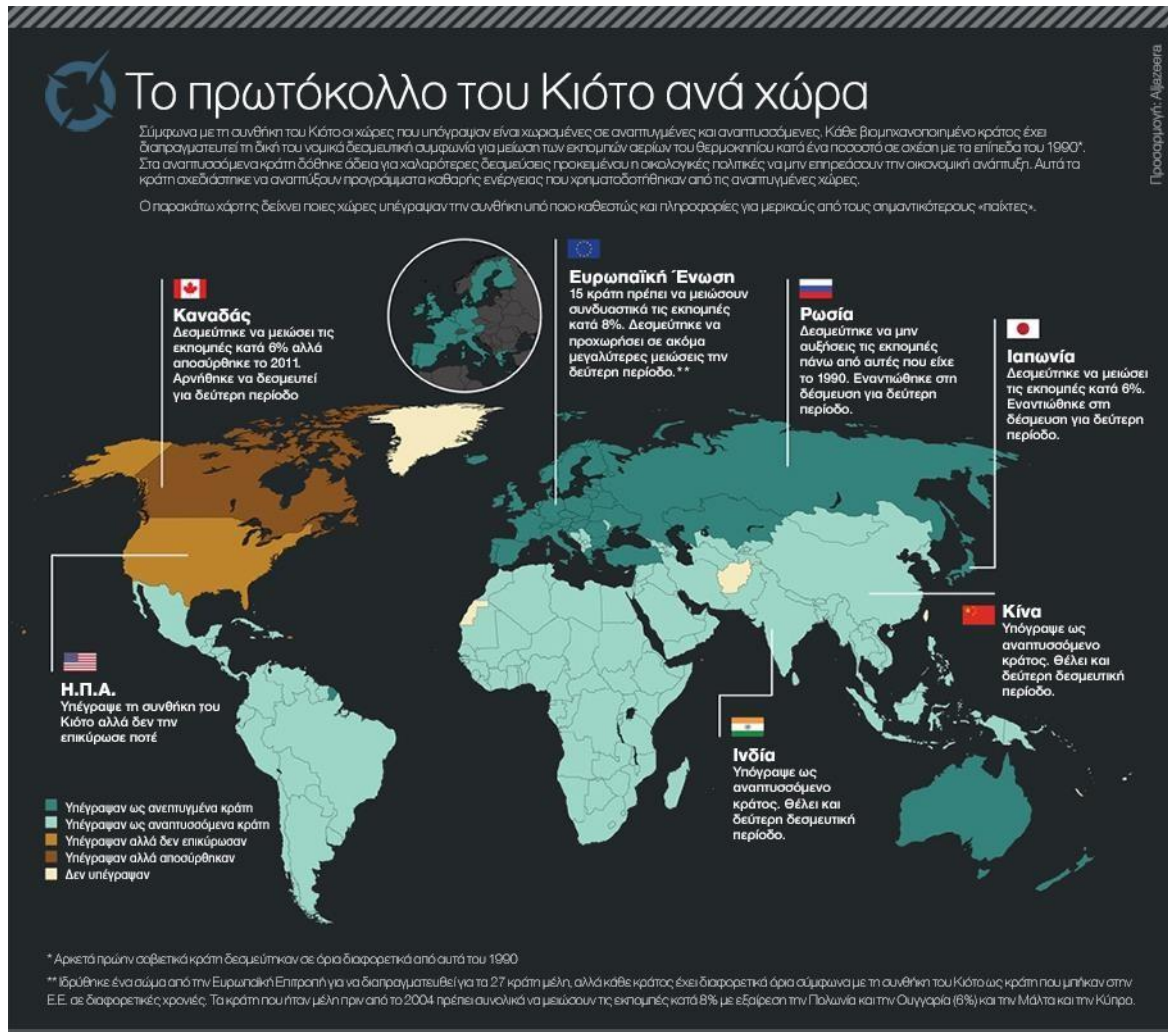 Το πρωτόκολλο του Κιότο ανά χώρα
Σύμφωνα με τη συνθήκη του Κιότο οι χώρες που υπόγραψαν είναι χωρισμένες σε αναπτυγμένες και αναπτυσσόμενες. Κάθε βιομηχανοποιημένο κράτος έχει
διαπραγματευτεί τη δική του νομικά δεσμευτική συμφωνία για μείωση των εκπομπών αερίων του θερμοκηπίου κατά ένα ποσοστό σε σχέση με τα επίπεδα του 1990*.
Στα αναπτυσσόμενα κράτη δόθηκε άδεια για χαλαρότερες δεσμεύσεις προκειμένου η οικολογικές πολιτικές να μην επηρεάσουν την οικονομική ανάπτυξη. Αυτά τα
κράτη σχεδιάστηκε να αναπτύξουν προγράμματα καθαρής ενέργειας που χρηματοδοτήθηκαν από τις αναπτυγμένες χώρες.
Ο παρακάτω χάρτης δείχνει ποιες χώρες υπέγραψαν την συνθήκη υπό ποιο καθεστώς και πληροφορίες για μερικούς από τους σημαντικότερους «παίχτες».
Προσαρμογή: Aljazeera
Καναδάς
Δεσμεύτηκε να μειώσει τις
εκπομπές κατά 6% αλλά
αποσύρθηκε το 2011.
Αρνήθηκε να δεσμευτεί
για δεύτερη περίοδο
Ευρωπαϊκή Ένωση
15 κράτη πρέπει να μειώσουν
συνδυαστικά τις εκπομπές
κατά 8%. Δεσμεύτηκε να
προχωρήσει σε ακόμα
μεγαλύτερες μειώσεις την
δεύτερη περίοδο.**
Ρωσία
Δεσμεύτηκε να μην
αυξήσεις τις εκπομπές
πάνω από αυτές που είχε
το 1990. Εναντιώθηκε στη
δέσμευση για δεύτερη
περίοδο.
Ιαπωνία
Δεσμεύτηκε να μειώσει
τις εκπομπές κατά 6%.
Εναντιώθηκε στη
δέσμευση για δεύτερη
περίοδο.
Κίνα
Υπόγραψε ως
αναπτυσσόμενο
κράτος. Θέλει και
δεύτερη δεσμευτική
περίοδο.
Η.Π.Α.
Υπέγραψε τη συνθήκη του
Κιότο αλλά δεν την
επικύρωσε ποτέ
Ινδία
Υπόγραψε ως
αναπτυσσόμενο
κράτος. Θέλει και
δεύτερη δεσμευτική
περίοδο.
Υπέγραψαν ως ανεπτυγμένα κράτη
Υπέγραψαν ως αναπτυσσόμενα κράτη
Υπέγραψαν αλλά δεν επικύρωσαν
Υπέγραψαν αλλά αποσύρθηκαν
Δεν υπέγραψαν
* Αρκετά πρώην σοβιετικά κράτη δεσμεύτηκαν σε όρια διαφορετικά από αυτά του 1990
** Ιδρύθηκε ένα σώμα από την Ευρωπαϊκή Επιτροπή για να διαπραγματευθεί για τα 27 κράτη μέλη, αλλά κάθε κράτος έχει διαφορετικά όρια σύμφωνα με τη συνθήκη του Κιότο ως κράτη που μπήκαν στην
Ε.Ε. σε διαφορετικές χρονιές. Τα κράτη που ήταν μέλη πριν από το 2004 πρέπει συνολικά να μειώσουν τις εκπομπές κατά 8% με εξαίρεση την Πολωνία και την Ουγγαρία (6%) και την Μάλτα και την Κύπρο.